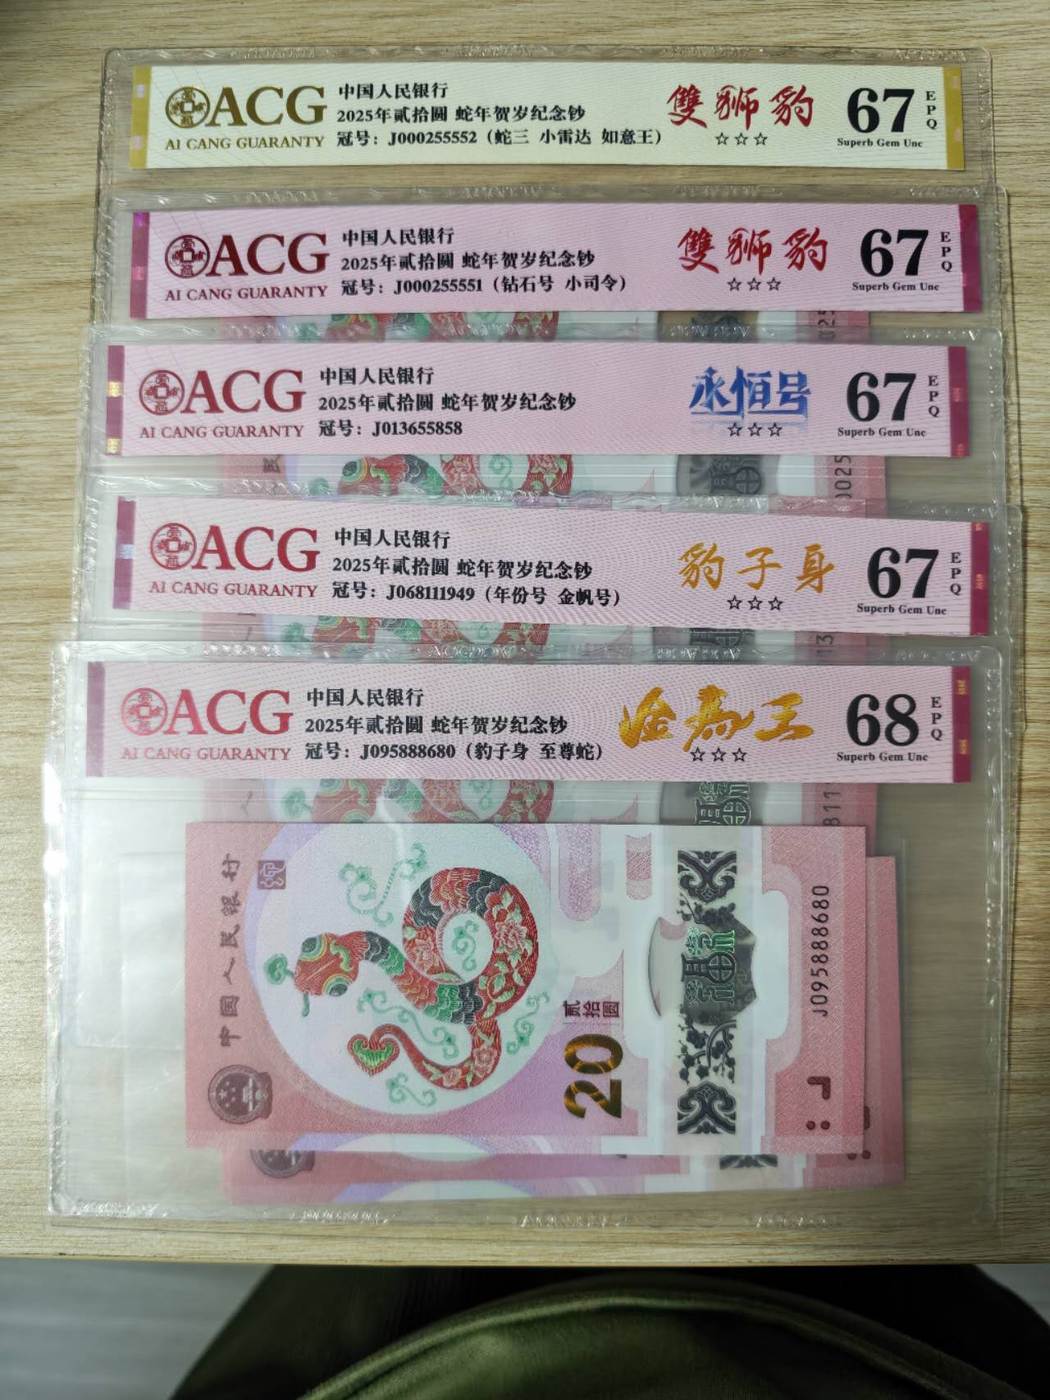 ACG
AI CANG GUARANTY
中国人民银行
2025年贰拾圆 蛇年贺岁纪念钞
冠号：J000255552（蛇三 小雷达 如意王）
雙狮豹
☆☆☆
67
EPQ
Superb Gem Unc
ACG
AI CANG GUARANTY
中国人民银行
2025年贰拾圆 蛇年贺岁纪念钞
冠号：J000255551（钻石号 小司令）
雙狮豹
☆☆☆
67
EPQ
Superb Gem Unc
ACG
AI CANG GUARANTY
中国人民银行
2025年贰拾圆 蛇年贺岁纪念钞
冠号：J013655858
永恒号
☆☆☆
67
EPQ
Superb Gem Unc
ACG
AI CANG GUARANTY
中国人民银行
2025年贰拾圆 蛇年贺岁纪念钞
冠号：J068111949（年份号 金帆号）
豹子身
☆☆☆
67
EPQ
Superb Gem Unc
ACG
AI CANG GUARANTY
中国人民银行
2025年贰拾圆 蛇年贺岁纪念钞
冠号：J095888680（豹子身 至尊蛇）
金为王
☆☆☆
68
EPQ
Superb Gem Unc
中国人民银行
贰拾圆
20
福
J095888680